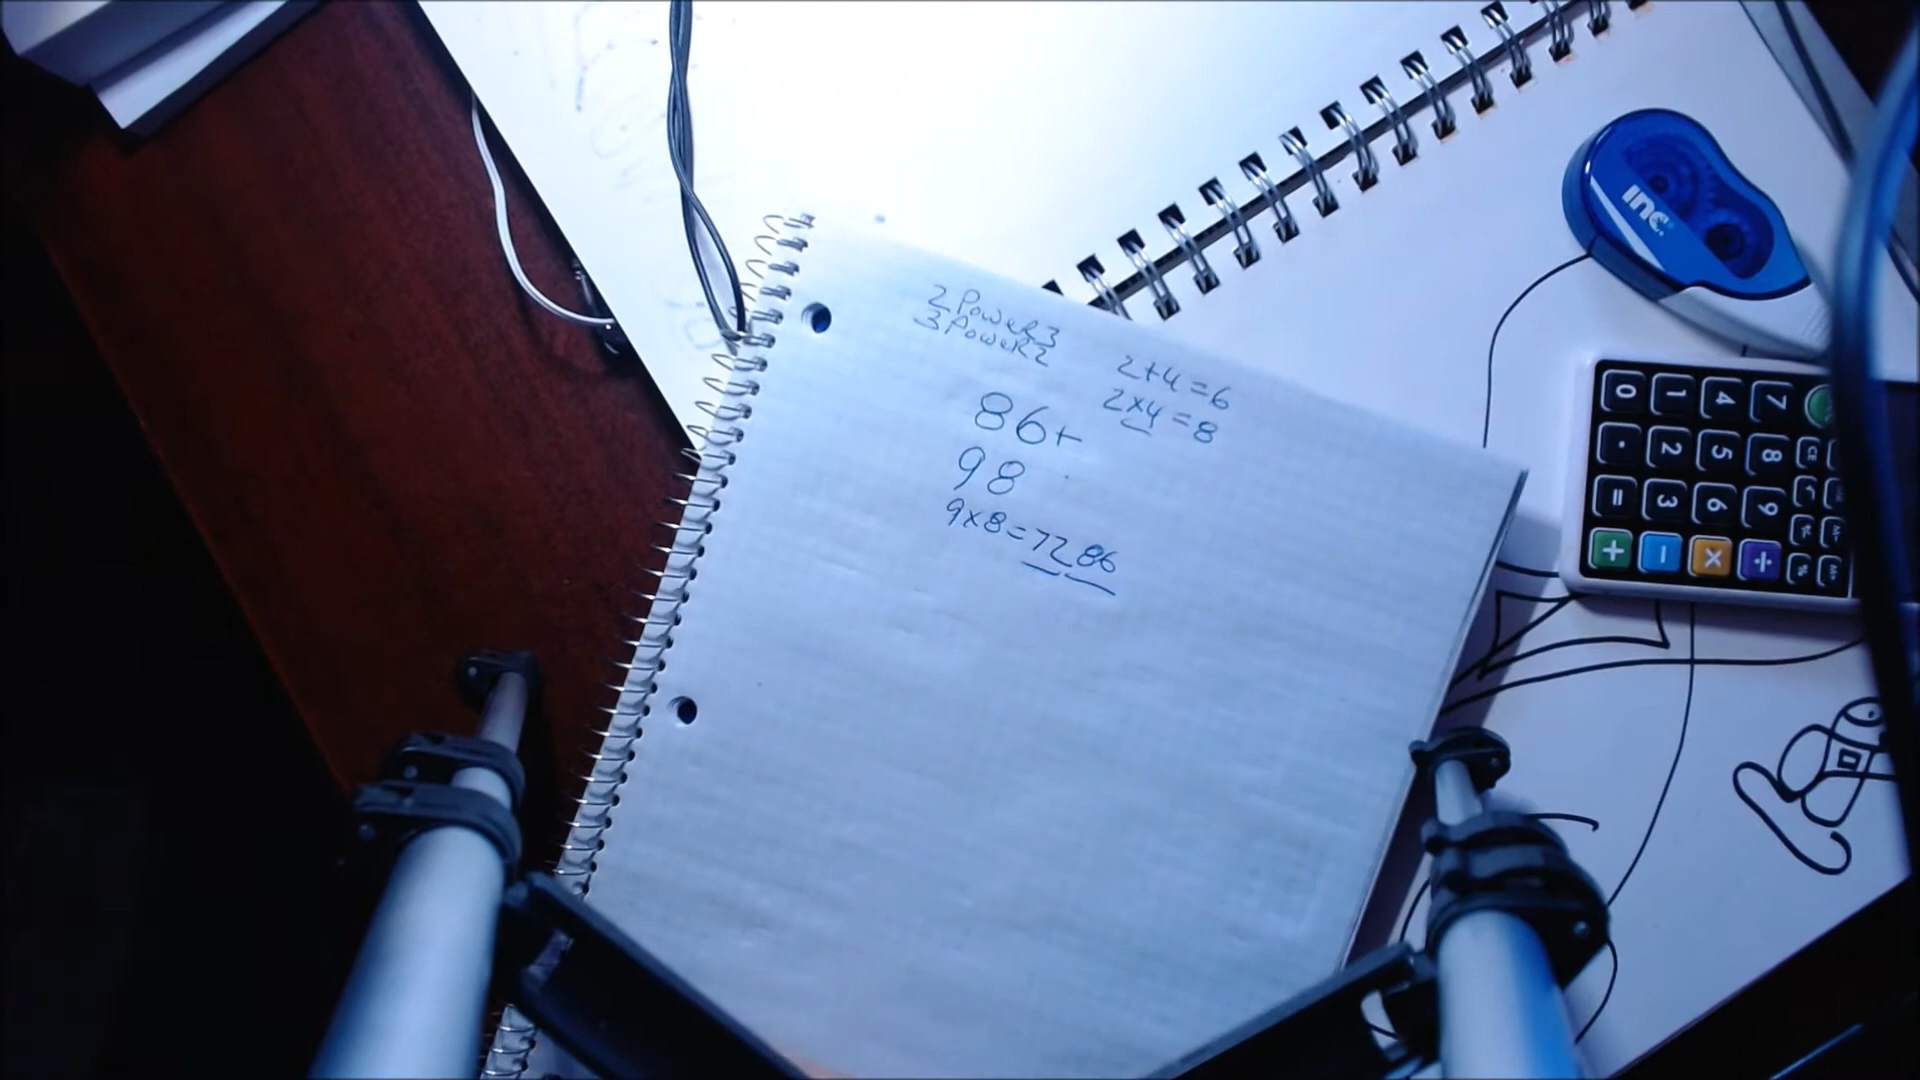 2 Power 3
3 Power 2
2+4=6
2x4=8
86+
98
9x8=7286
INC.
0 1 4 7
. 2 5 8 CE
= 3 6 9
+ - x ÷ %